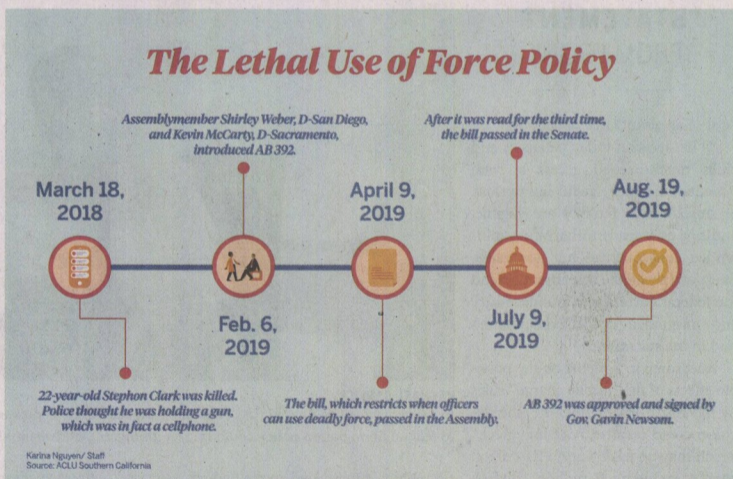 The Lethal Use of Force Policy
Assemblymember Shirley Weber, D-San Diego,
and Kevin McCarty, D-Sacramento,
introduced AB 392.
After it was read for the third time,
the bill passed in the Senate.
March 18,
2018
April 9,
2019
Aug. 19,
2019
Feb. 6,
2019
July 9,
2019
22-year-old Stephon Clark was killed.
Police thought he was holding a gun,
which was in fact a cellphone.
The bill, which restricts when officers
can use deadly force, passed in the Assembly.
AB 392 was approved and signed by
Gov. Gavin Newsom.
Karina Nguyen/ Staff
Source: ACLU Southern California